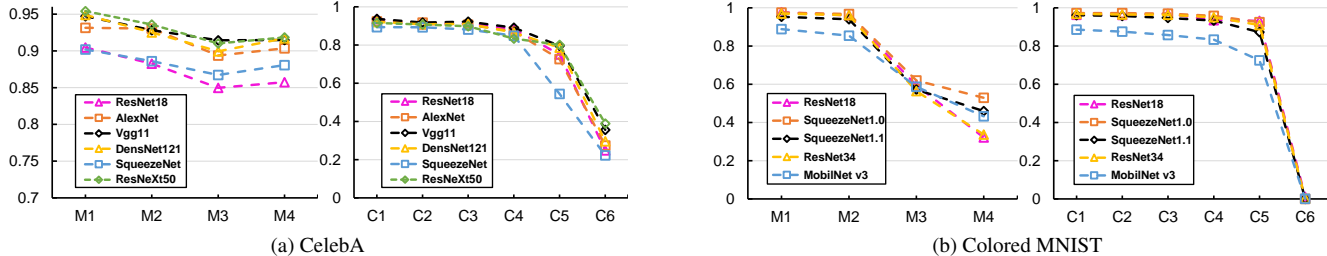 0.95
0.9
0.85
0.8
0.75
0.7
ResNet18
AlexNet
Vgg11
DensNet121
SqueezeNet
ResNeXt50
M1 M2 M3 M4
1
0.8
0.6
0.4
0.2
0
ResNet18
AlexNet
Vgg11
DensNet121
SqueezeNet
ResNeXt50
C1 C2 C3 C4 C5 C6
(a) CelebA
1
0.8
0.6
0.4
0.2
0
ResNet18
SqueezeNet1.0
SqueezeNet1.1
ResNet34
MobilNet v3
M1 M2 M3 M4
1
0.8
0.6
0.4
0.2
0
ResNet18
SqueezeNet1.0
SqueezeNet1.1
ResNet34
MobilNet v3
C1 C2 C3 C4 C5 C6
(b) Colored MNIST